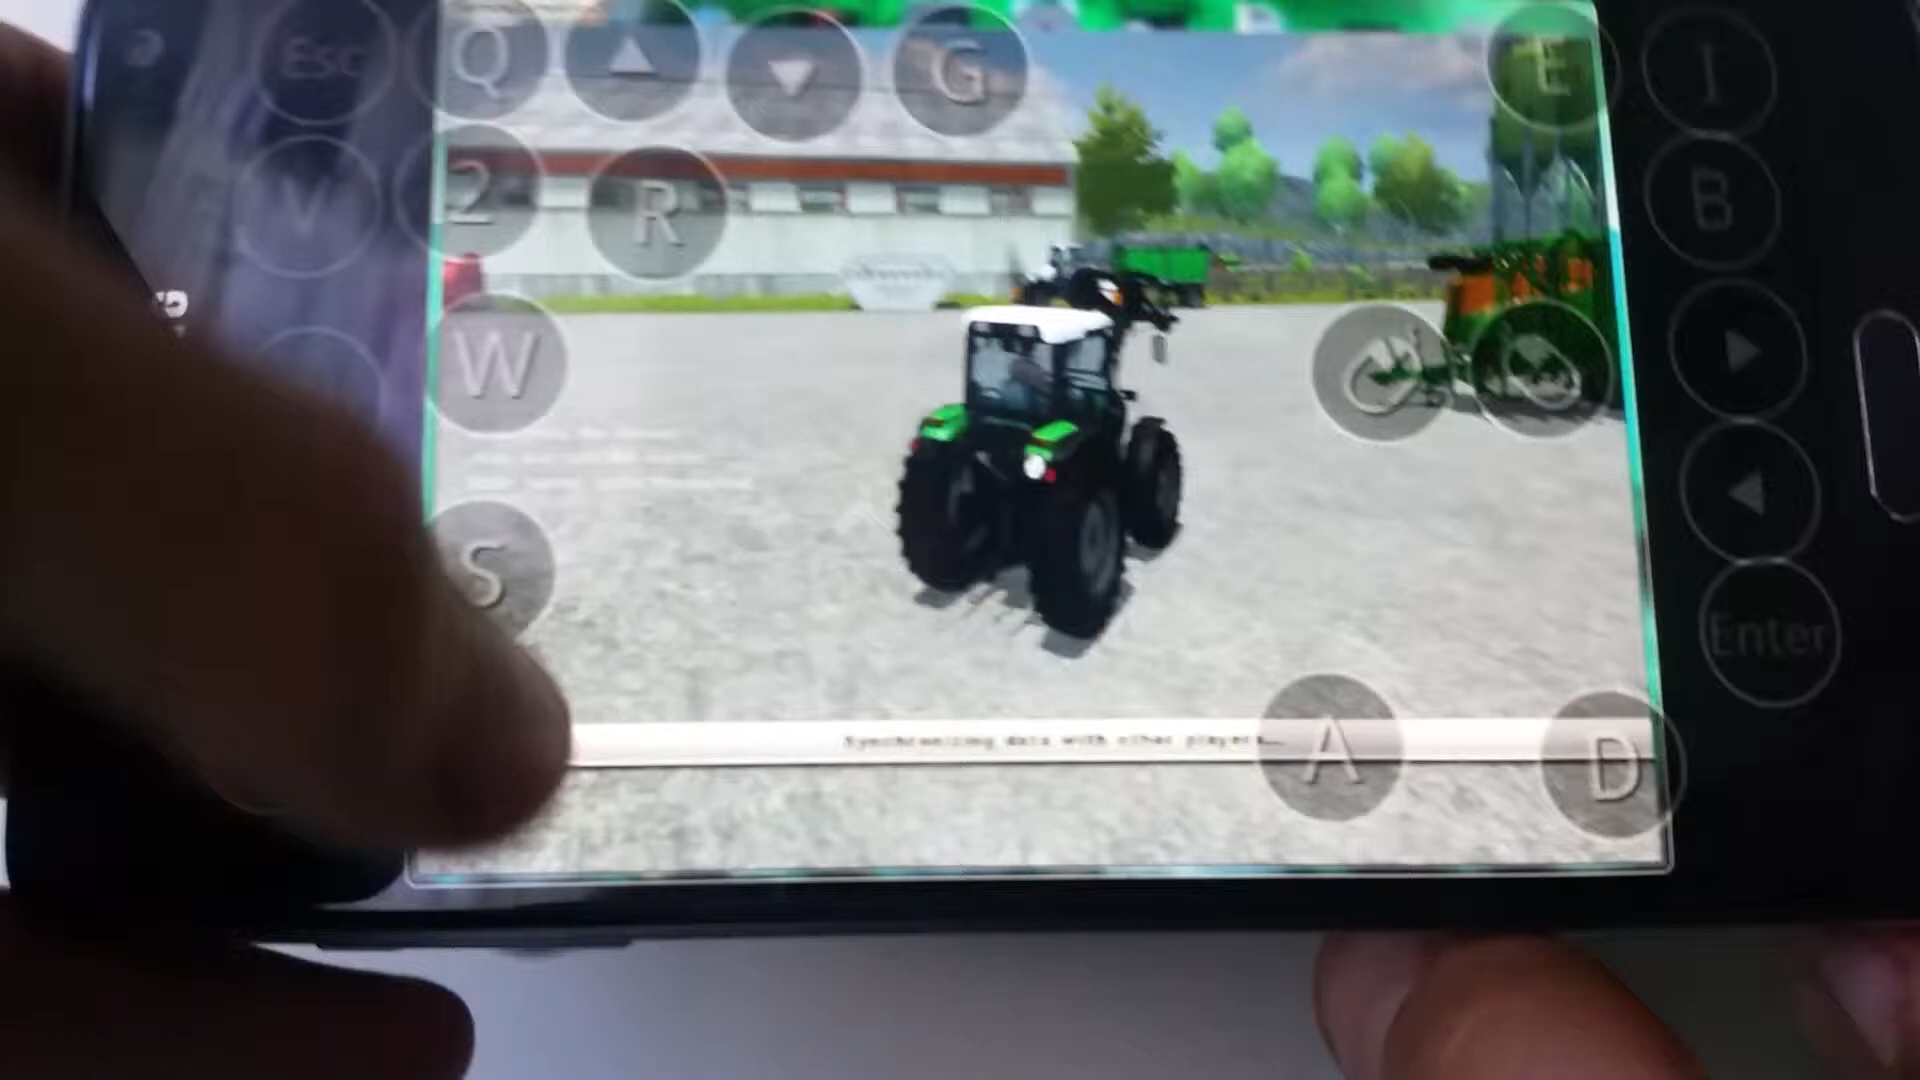 Esc Q G E I
V 2 R B
W
S
Enter
Synchronizing data with other players...
A D